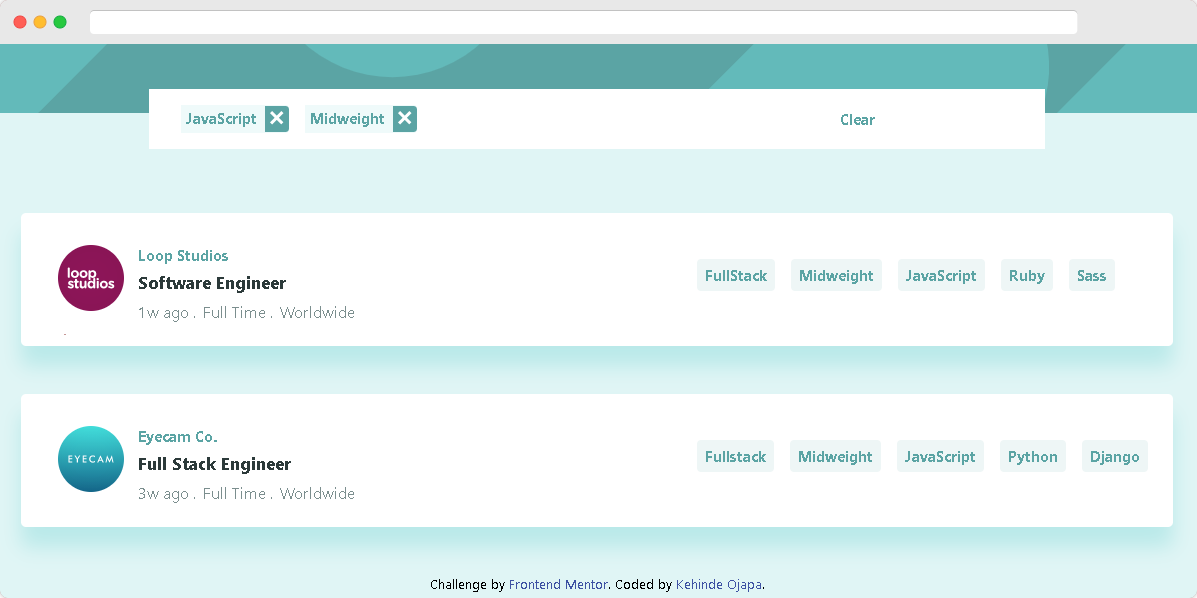 JavaScript Midweight Clear
loop
studios
Loop Studios
Software Engineer
1w ago . Full Time . Worldwide
FullStack Midweight JavaScript Ruby Sass
EYECAM
Eyecam Co.
Full Stack Engineer
3w ago . Full Time . Worldwide
Fullstack Midweight JavaScript Python Django
Challenge by Frontend Mentor. Coded by Kehinde Ojapa.